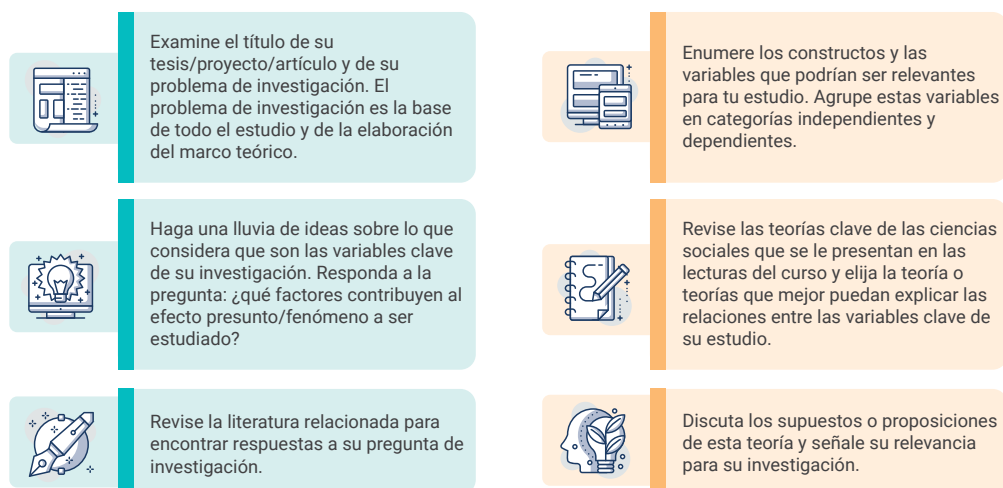 Examine el título de su
tesis/proyecto/artículo y de su
problema de investigación. El
problema de investigación es la base
de todo el estudio y de la elaboración
del marco teórico.
Haga una lluvia de ideas sobre lo que
considera que son las variables clave
de su investigación. Responda a la
pregunta: ¿qué factores contribuyen al
efecto presunto/fenómeno a ser
estudiado?
Revise la literatura relacionada para
encontrar respuestas a su pregunta de
investigación.
Enumere los constructos y las
variables que podrían ser relevantes
para tu estudio. Agrupe estas variables
en categorías independientes y
dependientes.
Revise las teorías clave de las ciencias
sociales que se le presentan en las
lecturas del curso y elija la teoría o
teorías que mejor puedan explicar las
relaciones entre las variables clave de
su estudio.
Discuta los supuestos o proposiciones
de esta teoría y señale su relevancia
para su investigación.